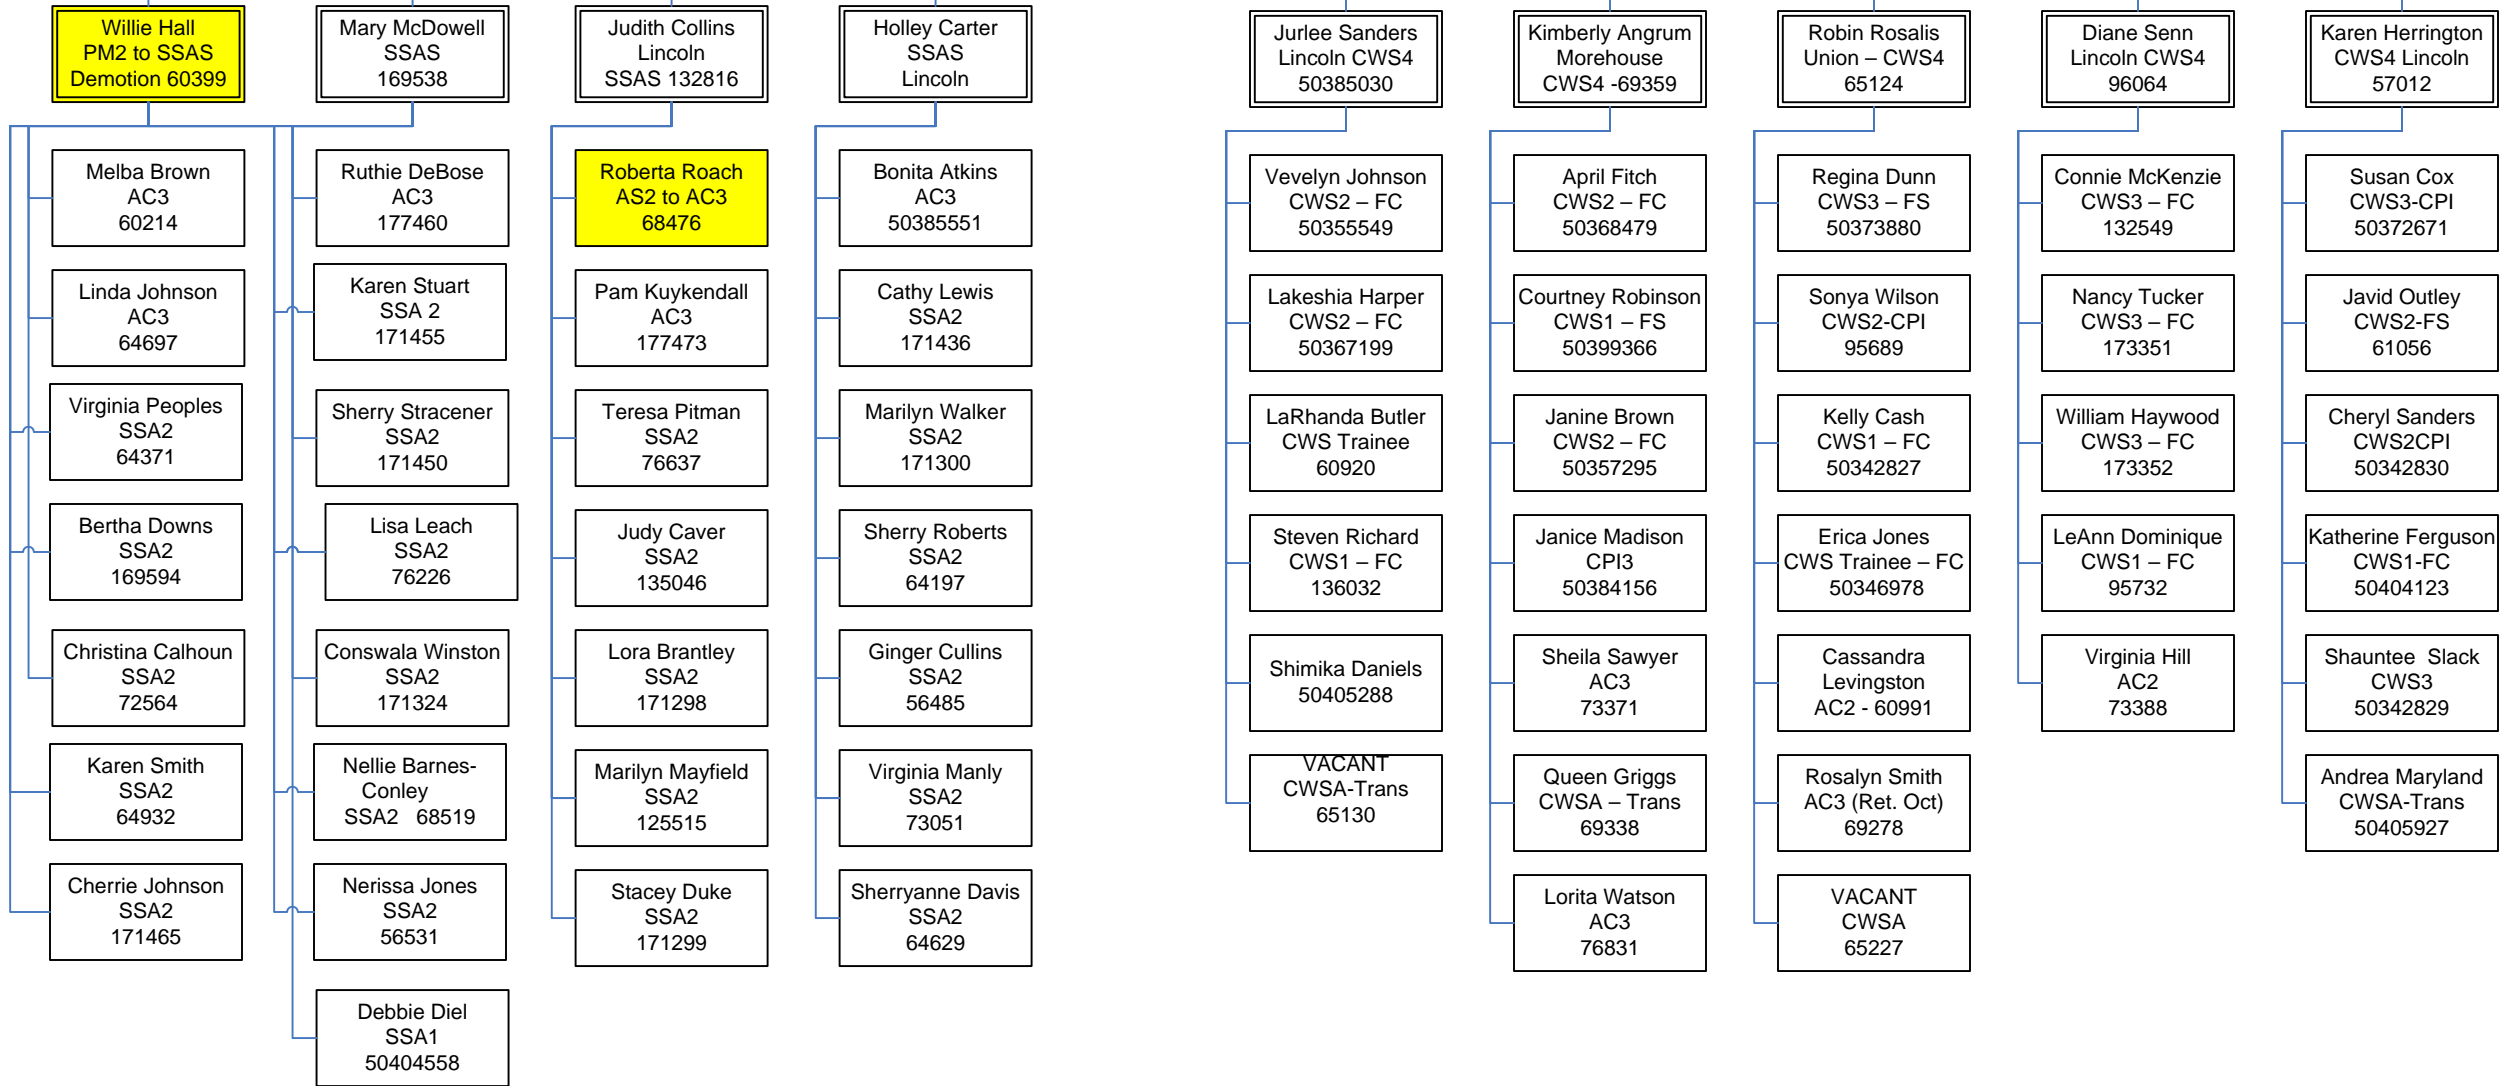 Willie Hall
PM2 to SSAS
Demotion 60399
Melba Brown
AC3
60214
Linda Johnson
AC3
64697
Virginia Peoples
SSA2
64371
Bertha Downs
SSA2
169594
Christina Calhoun
SSA2
72564
Karen Smith
SSA2
64932
Cherrie Johnson
SSA2
171465
Mary McDowell
SSAS
169538
Ruthie DeBose
AC3
177460
Karen Stuart
SSA 2
171455
Sherry Stracener
SSA2
171450
Lisa Leach
SSA2
76226
Conswala Winston
SSA2
171324
Nellie Barnes-
Conley
SSA2 68519
Nerissa Jones
SSA2
56531
Debbie Diel
SSA1
50404558
Judith Collins
Lincoln
SSAS 132816
Roberta Roach
AS2 to AC3
68476
Pam Kuykendall
AC3
177473
Teresa Pitman
SSA2
76637
Judy Caver
SSA2
135046
Lora Brantley
SSA2
171298
Marilyn Mayfield
SSA2
125515
Stacey Duke
SSA2
171299
Holley Carter
SSAS
Lincoln
Bonita Atkins
AC3
50385551
Cathy Lewis
SSA2
171436
Marilyn Walker
SSA2
171300
Sherry Roberts
SSA2
64197
Ginger Cullins
SSA2
56485
Virginia Manly
SSA2
73051
Sherryanne Davis
SSA2
64629
Jurlee Sanders
Lincoln CWS4
50385030
Vevelyn Johnson
CWS2 – FC
50355549
Lakeshia Harper
CWS2 – FC
50367199
LaRhanda Butler
CWS Trainee
60920
Steven Richard
CWS1 – FC
136032
Shimika Daniels
50405288
VACANT
CWSA-Trans
65130
Kimberly Angrum
Morehouse
CWS4 -69359
April Fitch
CWS2 – FC
50368479
Courtney Robinson
CWS1 – FS
50399366
Janine Brown
CWS2 – FC
50357295
Janice Madison
CPI3
50384156
Sheila Sawyer
AC3
73371
Queen Griggs
CWSA – Trans
69338
Lorita Watson
AC3
76831
Robin Rosalis
Union – CWS4
65124
Regina Dunn
CWS3 – FS
50373880
Sonya Wilson
CWS2-CPI
95689
Kelly Cash
CWS1 – FC
50342827
Erica Jones
CWS Trainee – FC
50346978
Cassandra
Levingston
AC2 - 60991
Rosalyn Smith
AC3 (Ret. Oct)
69278
VACANT
CWSA
65227
Diane Senn
Lincoln CWS4
96064
Connie McKenzie
CWS3 – FC
132549
Nancy Tucker
CWS3 – FC
173351
William Haywood
CWS3 – FC
173352
LeAnn Dominique
CWS1 – FC
95732
Virginia Hill
AC2
73388
Karen Herrington
CWS4 Lincoln
57012
Susan Cox
CWS3-CPI
50372671
Javid Outley
CWS2-FS
61056
Cheryl Sanders
CWS2CPI
50342830
Katherine Ferguson
CWS1-FC
50404123
Shauntee Slack
CWS3
50342829
Andrea Maryland
CWSA-Trans
50405927